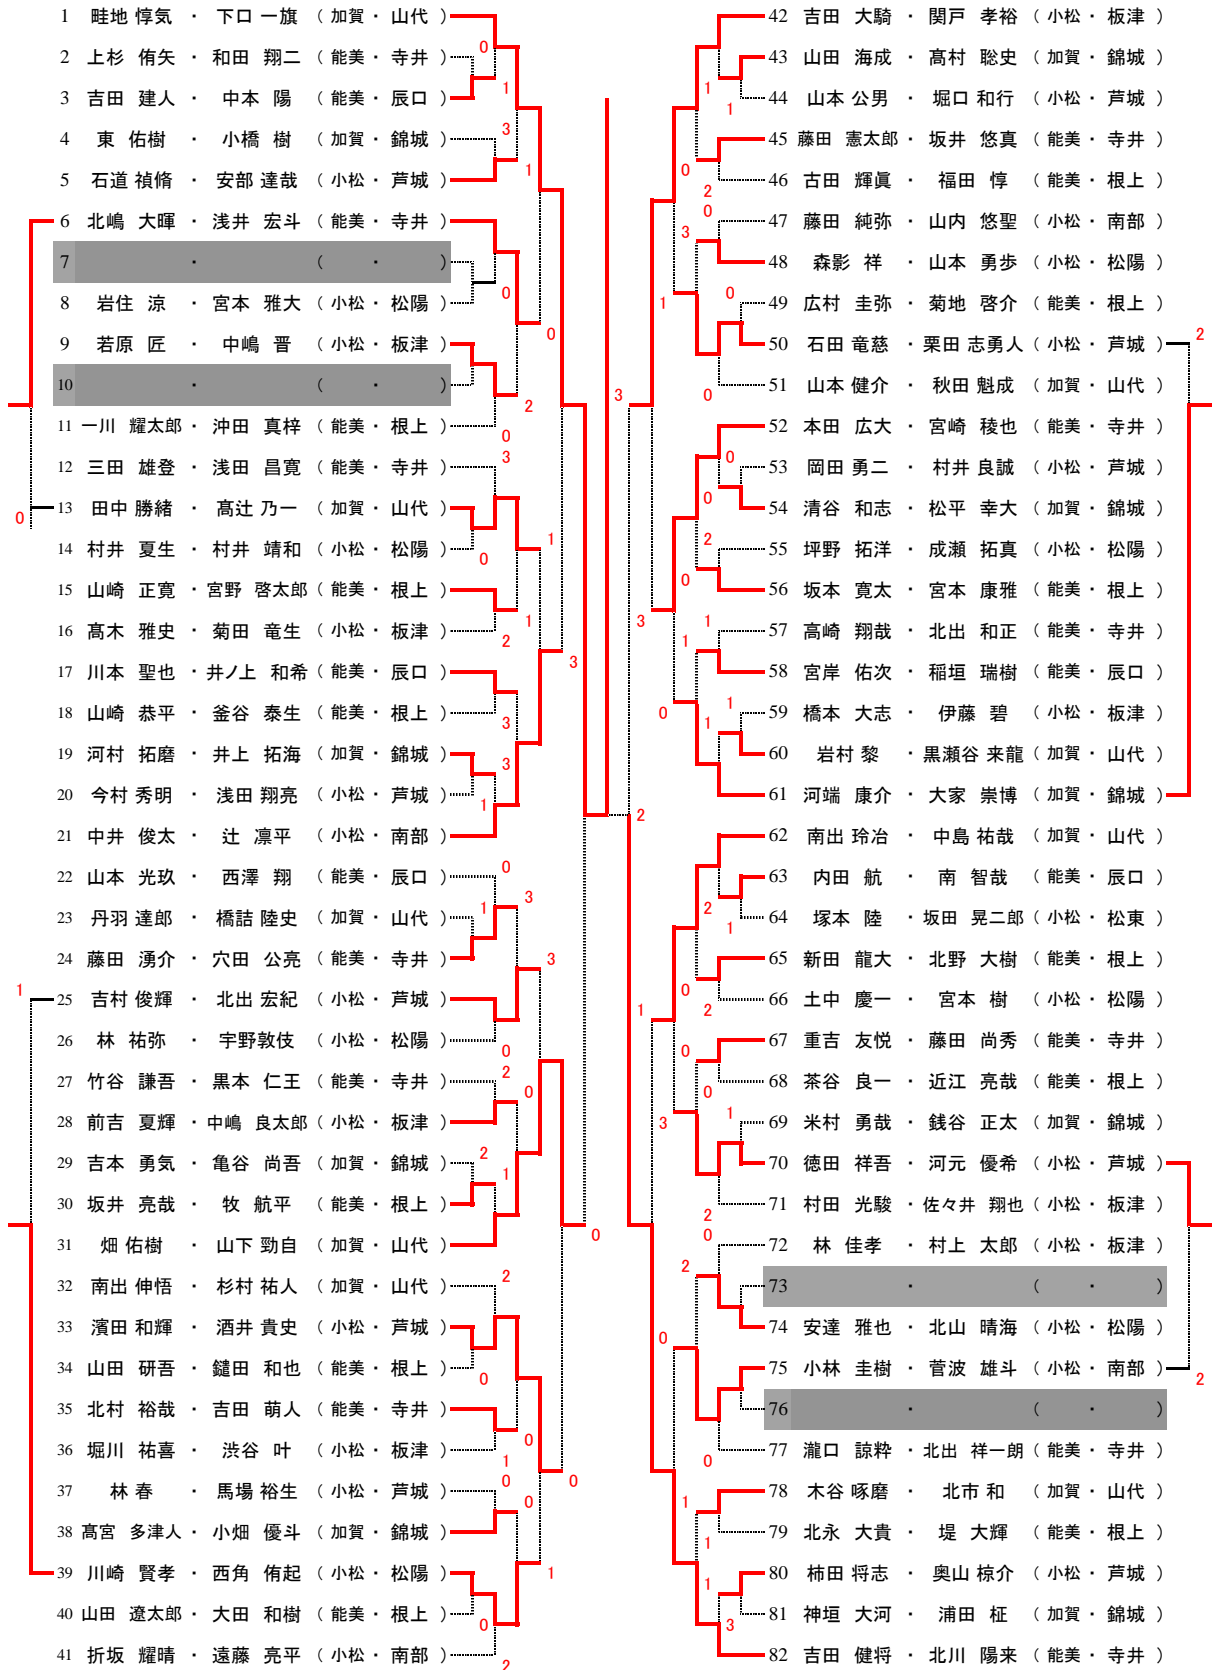 1 畦地 惇気 ・ 下口 一旗 （ 加賀 ・ 山代 ）
2 上杉 侑矢 ・ 和田 翔二 （ 能美 ・ 寺井 ）
3 吉田 建人 ・ 中本 陽 （ 能美 ・ 辰口 ）
4 東 佑樹 ・ 小橋 樹 （ 加賀 ・ 錦城 ）
5 石道 禎脩 ・ 安部 達哉 （ 小松 ・ 芦城 ）
6 北嶋 大暉 ・ 浅井 宏斗 （ 能美 ・ 寺井 ）
7 ・ （ ・ ）
8 岩住 涼 ・ 宮本 雅大 （ 小松 ・ 松陽 ）
9 若原 匠 ・ 中嶋 晋 （ 小松 ・ 板津 ）
10 ・ （ ・ ）
11 一川 耀太郎 ・ 沖田 真梓 （ 能美 ・ 根上 ）
12 三田 雄登 ・ 浅田 昌寛 （ 能美 ・ 寺井 ）
13 田中 勝緒 ・ 髙辻 乃一 （ 加賀 ・ 山代 ）
14 村井 夏生 ・ 村井 靖和 （ 小松 ・ 松陽 ）
15 山崎 正寛 ・ 宮野 啓太郎 （ 能美 ・ 根上 ）
16 髙木 雅史 ・ 菊田 竜生 （ 小松 ・ 板津 ）
17 川本 聖也 ・ 井ノ上 和希 （ 能美 ・ 辰口 ）
18 山崎 恭平 ・ 釜谷 泰生 （ 能美 ・ 根上 ）
19 河村 拓磨 ・ 井上 拓海 （ 加賀 ・ 錦城 ）
20 今村 秀明 ・ 浅田 翔亮 （ 小松 ・ 芦城 ）
21 中井 俊太 ・ 辻 凛平 （ 小松 ・ 南部 ）
22 山本 光玖 ・ 西澤 翔 （ 能美 ・ 辰口 ）
23 丹羽 達郎 ・ 橋詰 陸史 （ 加賀 ・ 山代 ）
24 藤田 湧介 ・ 穴田 公亮 （ 能美 ・ 寺井 ）
25 吉村 俊輝 ・ 北出 宏紀 （ 小松 ・ 芦城 ）
26 林 祐弥 ・ 宇野敦伎 （ 小松 ・ 松陽 ）
27 竹谷 謙吾 ・ 黒本 仁王 （ 能美 ・ 寺井 ）
28 前吉 夏輝 ・ 中嶋 良太郎 （ 小松 ・ 板津 ）
29 吉本 勇気 ・ 亀谷 尚吾 （ 加賀 ・ 錦城 ）
30 坂井 亮哉 ・ 牧 航平 （ 能美 ・ 根上 ）
31 畑 佑樹 ・ 山下 勁自 （ 加賀 ・ 山代 ）
32 南出 伸悟 ・ 杉村 祐人 （ 加賀 ・ 山代 ）
33 濱田 和輝 ・ 酒井 貴史 （ 小松 ・ 芦城 ）
34 山田 研吾 ・ 鑓田 和也 （ 能美 ・ 根上 ）
35 北村 裕哉 ・ 吉田 萌人 （ 能美 ・ 寺井 ）
36 堀川 祐喜 ・ 渋谷 叶 （ 小松 ・ 板津 ）
37 林 春 ・ 馬場 裕生 （ 小松 ・ 芦城 ）
38 髙宮 多津人 ・ 小畑 優斗 （ 加賀 ・ 錦城 ）
39 川崎 賢孝 ・ 西角 侑起 （ 小松 ・ 松陽 ）
40 山田 遼太郎 ・ 大田 和樹 （ 能美 ・ 根上 ）
41 折坂 耀晴 ・ 遠藤 亮平 （ 小松 ・ 南部 ）
42 吉田 大騎 ・ 関戸 孝裕 （ 小松 ・ 板津 ）
43 山田 海成 ・ 髙村 聡史 （ 加賀 ・ 錦城 ）
44 山本 公男 ・ 堀口 和行 （ 小松 ・ 芦城 ）
45 藤田 憲太郎 ・ 坂井 悠真 （ 能美 ・ 寺井 ）
46 古田 輝眞 ・ 福田 惇 （ 能美 ・ 根上 ）
47 藤田 純弥 ・ 山内 悠聖 （ 小松 ・ 南部 ）
48 森影 祥 ・ 山本 勇歩 （ 小松 ・ 松陽 ）
49 広村 圭弥 ・ 菊地 啓介 （ 能美 ・ 根上 ）
50 石田 竜慈 ・ 栗田 志勇人 （ 小松 ・ 芦城 ）
51 山本 健介 ・ 秋田 魁成 （ 加賀 ・ 山代 ）
52 本田 広大 ・ 宮崎 稜也 （ 能美 ・ 寺井 ）
53 岡田 勇二 ・ 村井 良誠 （ 小松 ・ 芦城 ）
54 清谷 和志 ・ 松平 幸大 （ 加賀 ・ 錦城 ）
55 坪野 拓洋 ・ 成瀬 拓真 （ 小松 ・ 松陽 ）
56 坂本 寛太 ・ 宮本 康雅 （ 能美 ・ 根上 ）
57 高崎 翔哉 ・ 北出 和正 （ 能美 ・ 寺井 ）
58 宮岸 佑次 ・ 稲垣 瑞樹 （ 能美 ・ 辰口 ）
59 橋本 大志 ・ 伊藤 碧 （ 小松 ・ 板津 ）
60 岩村 黎 ・ 黒瀬谷 来龍 （ 加賀 ・ 山代 ）
61 河端 康介 ・ 大家 崇博 （ 加賀 ・ 錦城 ）
62 南出 玲冶 ・ 中島 祐哉 （ 加賀 ・ 山代 ）
63 内田 航 ・ 南 智哉 （ 能美 ・ 辰口 ）
64 塚本 陸 ・ 坂田 晃二郎 （ 小松 ・ 松東 ）
65 新田 龍大 ・ 北野 大樹 （ 能美 ・ 根上 ）
66 土中 慶一 ・ 宮本 樹 （ 小松 ・ 松陽 ）
67 重吉 友悦 ・ 藤田 尚秀 （ 能美 ・ 寺井 ）
68 茶谷 良一 ・ 近江 亮哉 （ 能美 ・ 根上 ）
69 米村 勇哉 ・ 銭谷 正太 （ 加賀 ・ 錦城 ）
70 徳田 祥吾 ・ 河元 優希 （ 小松 ・ 芦城 ）
71 村田 光駿 ・ 佐々井 翔也 （ 小松 ・ 板津 ）
72 林 佳孝 ・ 村上 太郎 （ 小松 ・ 板津 ）
73 ・ （ ・ ）
74 安達 雅也 ・ 北山 晴海 （ 小松 ・ 松陽 ）
75 小林 圭樹 ・ 菅波 雄斗 （ 小松 ・ 南部 ）
76 ・ （ ・ ）
77 瀧口 諒粋 ・ 北出 祥一朗 （ 能美 ・ 寺井 ）
78 木谷 啄磨 ・ 北市 和 （ 加賀 ・ 山代 ）
79 北永 大貴 ・ 堤 大輝 （ 能美 ・ 根上 ）
80 柿田 将志 ・ 奥山 椋介 （ 小松 ・ 芦城 ）
81 神垣 大河 ・ 浦田 柾 （ 加賀 ・ 錦城 ）
82 吉田 健将 ・ 北川 陽来 （ 能美 ・ 寺井 ）